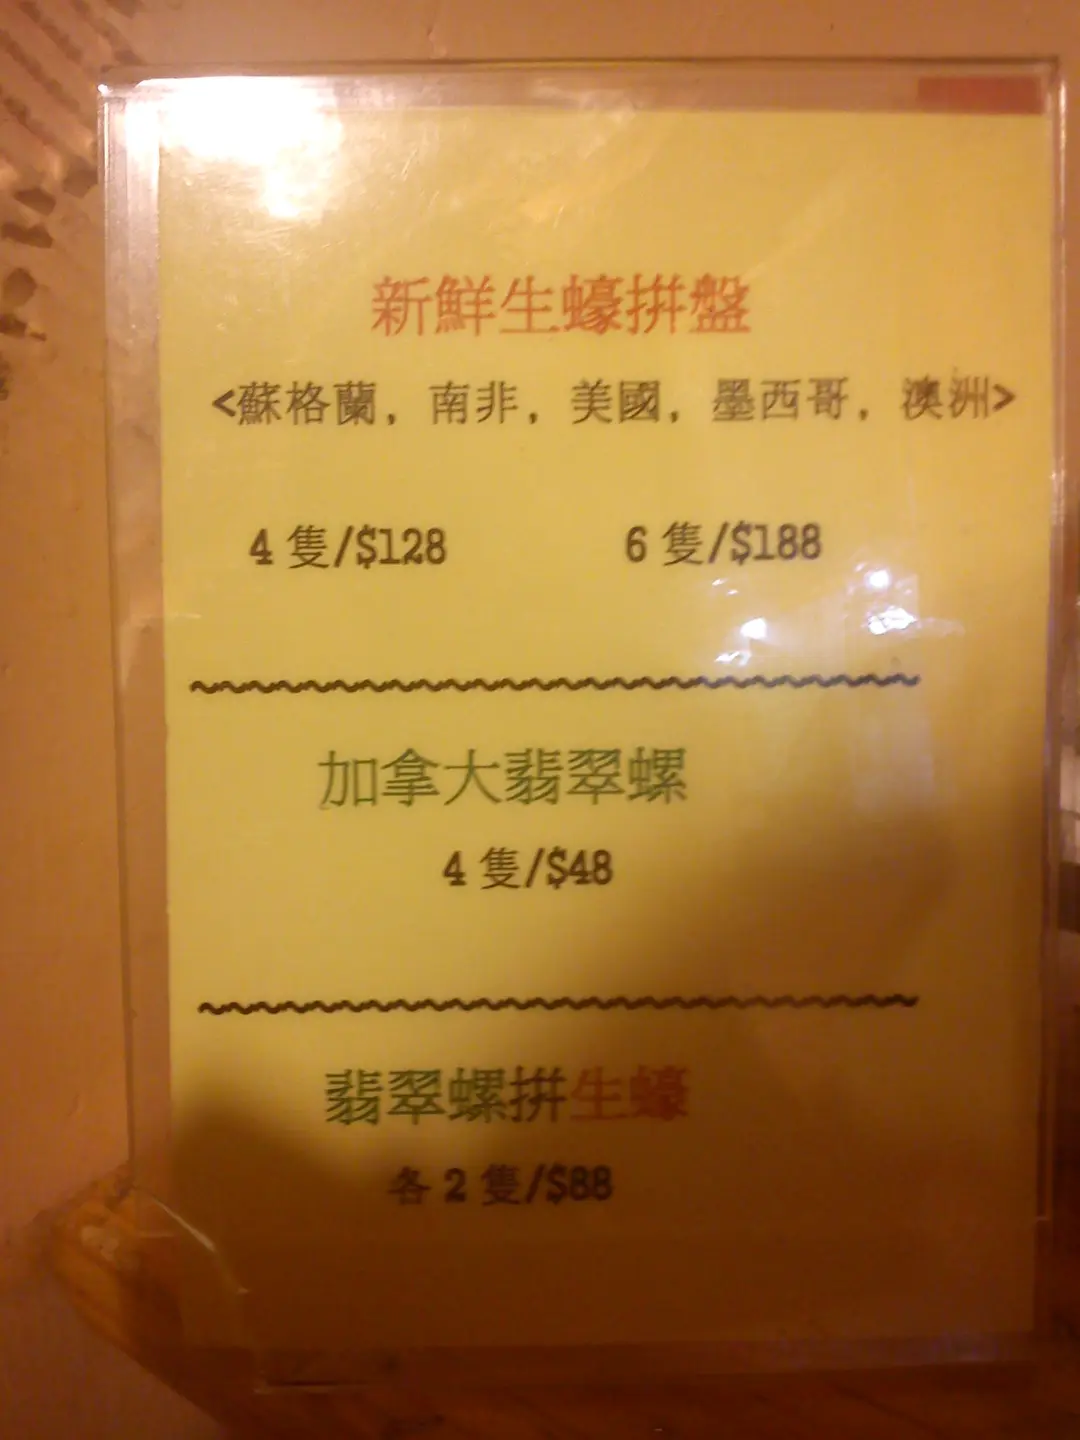 新鮮生蠔拼盤
<蘇格蘭, 南非, 美國, 墨西哥, 澳洲>
4 隻/$128 6 隻/$188
加拿大翡翠螺
4 隻/$48
翡翠螺拼生蠔
各 2 隻/$88